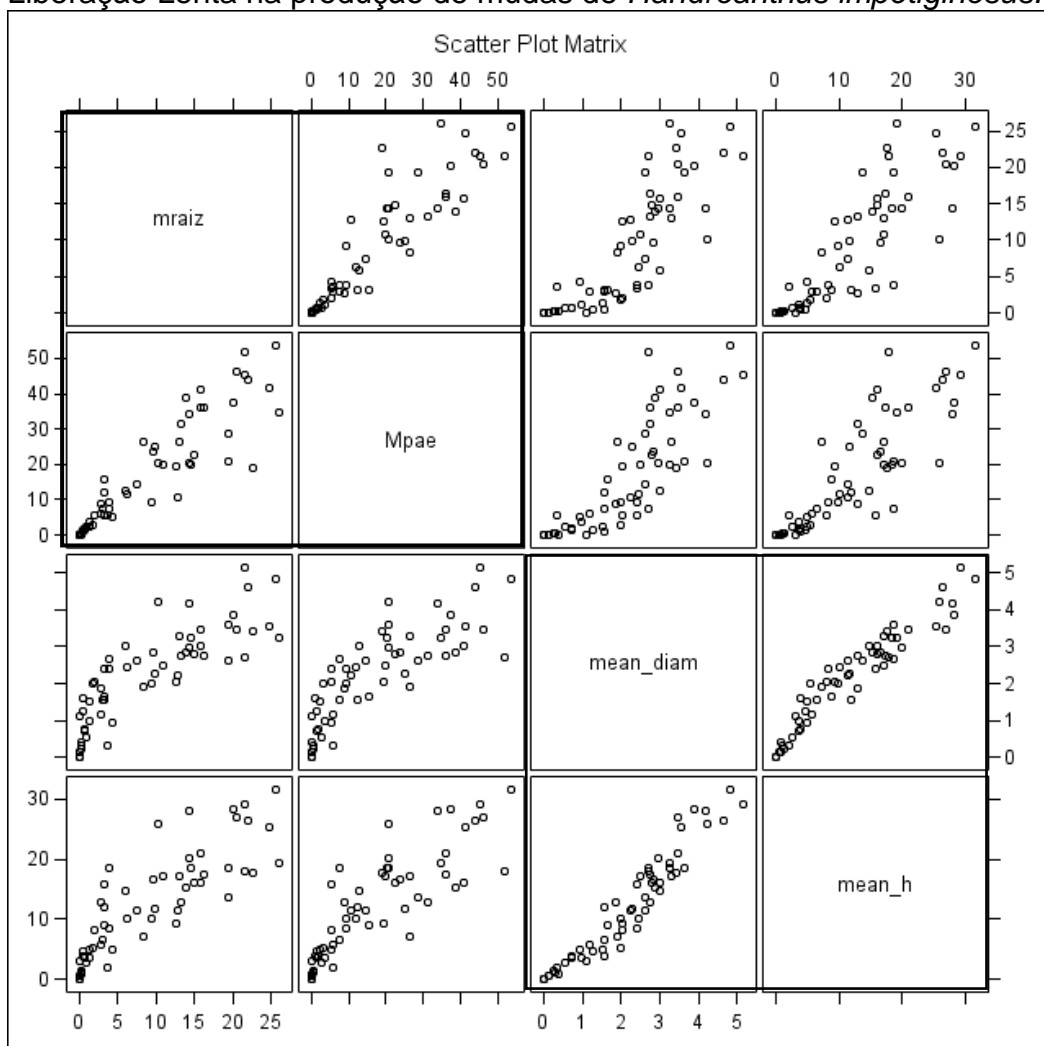 Liberação Lenta na produção de mudas de Handroanthus impetiginosus.
Scatter Plot Matrix
0 10 20 30 40 50
0 10 20 30
mraiz
25
20
15
10
5
0
50
40
30
20
10
0
Mpae
mean_diam
5
4
3
2
1
0
30
20
10
0
mean_h
0 5 10 15 20 25
0 1 2 3 4 5